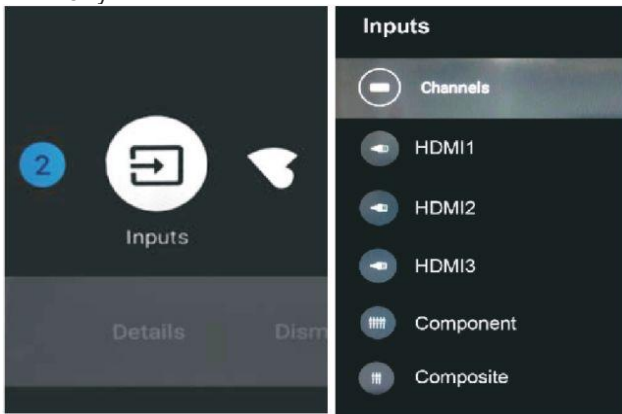 2
Inputs
Details
Dism
Inputs
Channels
HDMI1
HDMI2
HDMI3
Component
Composite